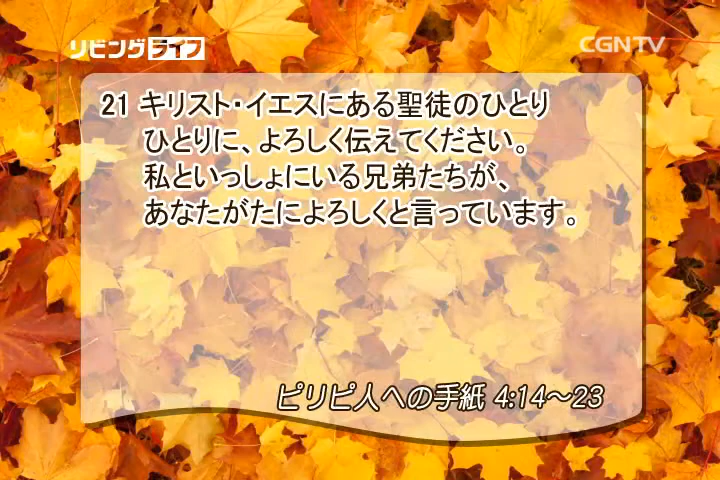 リビングライフ
CGNTV
21 キリスト・イエスにある聖徒のひとり
ひとりに、よろしく伝えてください。
私といっしょにいる兄弟たちが、
あなたがたによろしくと言っています。
ピリピ人への手紙 4:14～23